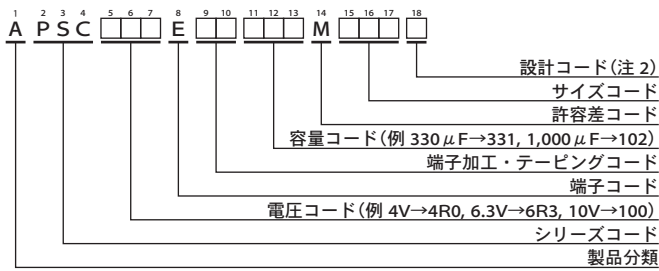 1 2 3 4 5 6 7 8 9 10 11 12 13 14 15 16 17 18
A PSC □□□ E □□ □□□ M □□□ □
設計コード(注 2)
サイズコード
許容差コード
容量コード(例 330μF→331, 1,000μF→102)
端子加工・テーピングコード
端子コード
電圧コード(例 4V→4R0, 6.3V→6R3, 10V→100)
シリーズコード
製品分類